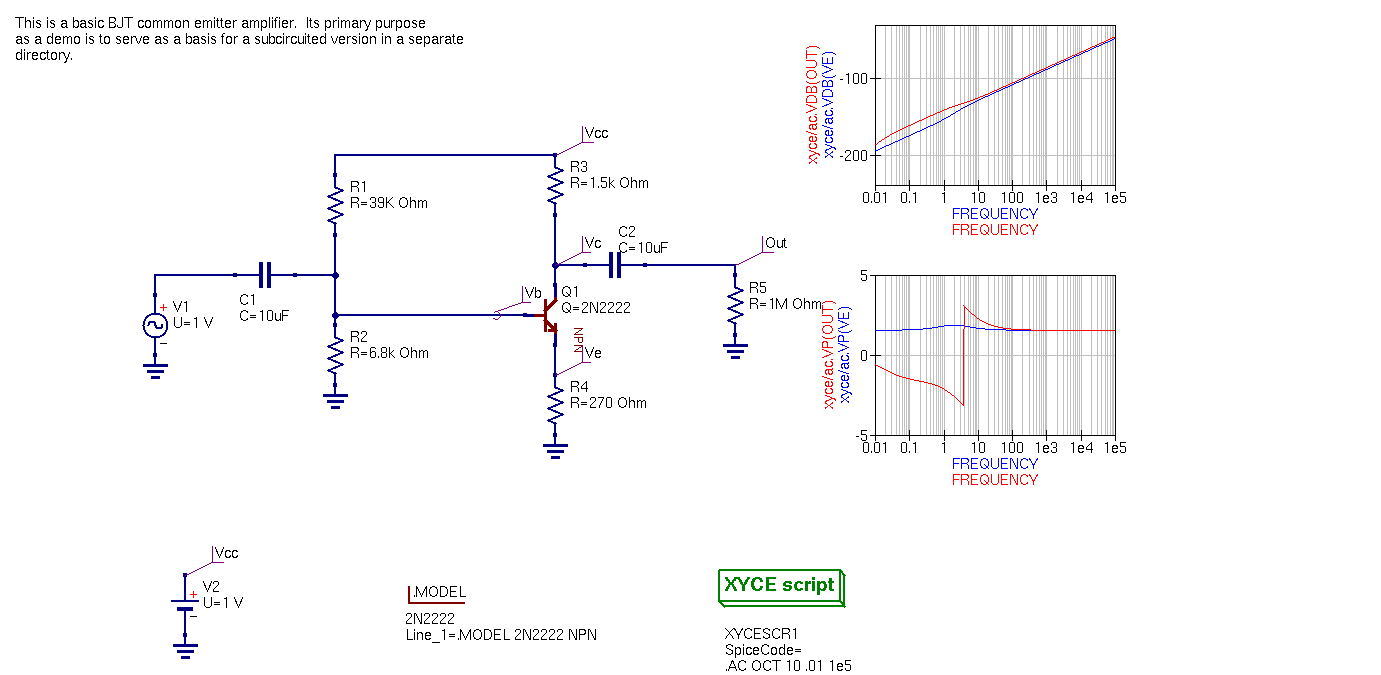 This is a basic BJT common emitter amplifier.  Its primary purpose
as a demo is to serve as a basis for a subcircuited version in a separate
directory.
Vcc
R3
R=1.5k Ohm
R1
R=39K Ohm
Vc
C2
C=10uF
Out
R5
R=1M Ohm
C1
C=10uF
+ V1
U=1 V
−
Vb
Q1
Q=2N2222
NPN
R2
R=6.8k Ohm
Ve
R4
R=270 Ohm
xyce/ac.VDB(OUT)
xyce/ac.VDB(VE)
-100
-200
0.01 0.1 1 10 100 1e3 1e4 1e5
FREQUENCY
FREQUENCY
xyce/ac.VP(OUT)
xyce/ac.VP(VE)
5
0
-5
0.01 0.1 1 10 100 1e3 1e4 1e5
FREQUENCY
FREQUENCY
Vcc
+ V2
U=1 V
−
.MODEL
2N2222
Line_1=.MODEL 2N2222 NPN
XYCE script
XYCESCR1
SpiceCode=
.AC OCT 10 .01 1e5